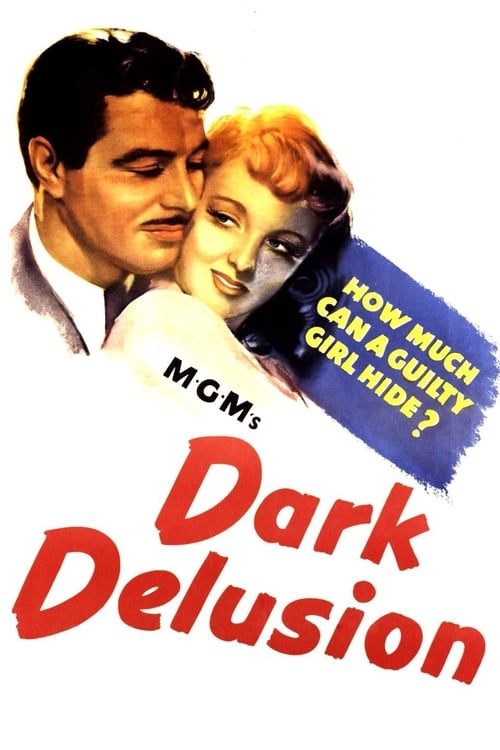 HOW MUCH
CAN A GUILTY
GIRL HIDE?
M·G·M's
Dark
Delusion